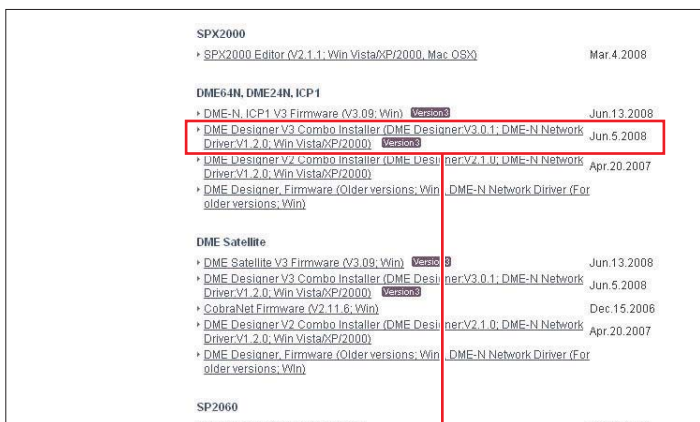 SPX2000
SPX2000 Editor (V2.1.1; Win Vista/XP/2000, Mac OSX) Mar.4.2008
DME64N, DME24N, ICP1
DME-N, ICP1 V3 Firmware (V3.09; Win) Version3 Jun.13.2008
DME Designer V3 Combo Installer (DME Designer:V3.0.1; DME-N Network
Driver:V1.2.0; Win Vista/XP/2000) Version3 Jun.5.2008
DME Designer V2 Combo Installer (DME Designer:V2.1.0; DME-N Network
Driver:V1.2.0; Win Vista/XP/2000) Apr.20.2007
DME Designer, Firmware (Older versions; Win), DME-N Network Diriver (For
older versions; Win)
DME Satellite
DME Satellite V3 Firmware (V3.09; Win) Version3 Jun.13.2008
DME Designer V3 Combo Installer (DME Designer:V3.0.1; DME-N Network
Driver:V1.2.0; Win Vista/XP/2000) Version3 Jun.5.2008
CobraNet Firmware (V2.11.6; Win) Dec.15.2006
DME Designer V2 Combo Installer (DME Designer:V2.1.0; DME-N Network
Driver:V1.2.0; Win Vista/XP/2000) Apr.20.2007
DME Designer, Firmware (Older versions; Win), DME-N Network Diriver (For
older versions; Win)
SP2060